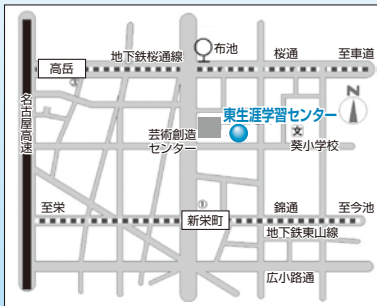 布池
地下鉄桜通線
桜通
至車道
高岳
③
名古屋高速
東生涯学習センター
N
芸術創造
センター
文
葵小学校
①
至栄
新栄町
錦通
至今池
地下鉄東山線
広小路通